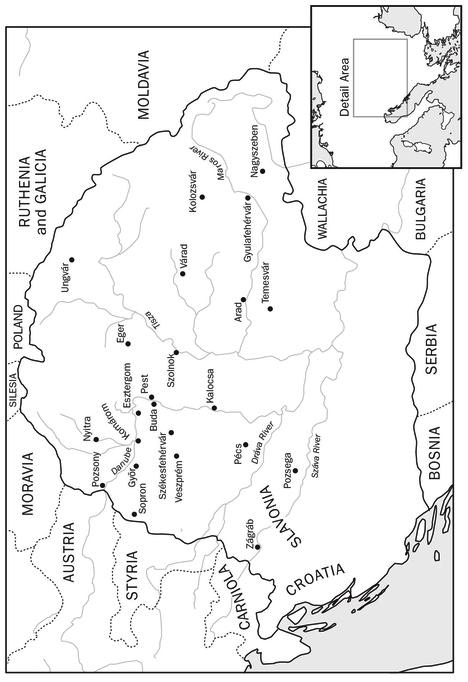 MOLDAVIA
RUTHENIA
and GALICIA
POLAND
SILESIA
MORAVIA
AUSTRIA
STYRIA
CARNIOLA
CROATIA
SLAVONIA
BOSNIA
SERBIA
BULGARIA
WALLACHIA
Detail Area
Maros River
Nagyszeben
Kolozsvár
Gyulafehérvár
Ungvár
Várad
Arad
Temesvár
Tisza
Eger
Szolnok
Esztergom
Pest
Buda
Kalocsa
Komárom
Nyitra
Danube
Pozsony
Győr
Sopron
Székesfehérvár
Veszprém
Pécs
Dráva River
Pozsega
Száva River
Zágráb